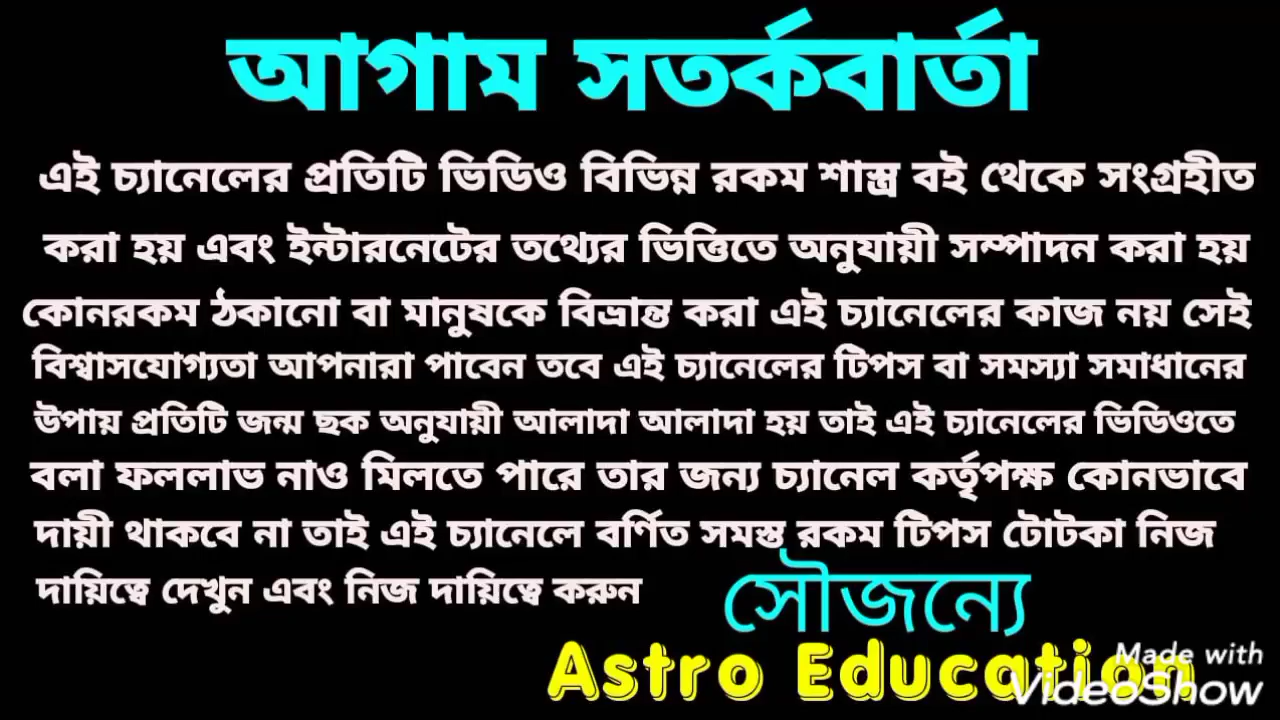 আগাম সতর্কবার্তা
এই চ্যানেলের প্রতিটি ভিডিও বিভিন্ন রকম শাস্ত্র বই থেকে সংগ্রহীত
করা হয় এবং ইন্টারনেটের তথ্যের ভিত্তিতে অনুযায়ী সম্পাদন করা হয়
কোনরকম ঠকানো বা মানুষকে বিভ্রান্ত করা এই চ্যানেলের কাজ নয় সেই
বিশ্বাসযোগ্যতা আপনারা পাবেন তবে এই চ্যানেলের টিপস বা সমস্যা সমাধানের
উপায় প্রতিটি জন্ম ছক অনুযায়ী আলাদা আলাদা হয় তাই এই চ্যানেলের ভিডিওতে
বলা ফললাভ নাও মিলতে পারে তার জন্য চ্যানেল কর্তৃপক্ষ কোনভাবে
দায়ী থাকবে না তাই এই চ্যানেলে বর্ণিত সমস্ত রকম টিপস টোটকা নিজ
দায়িত্বে দেখুন এবং নিজ দায়িত্বে করুন
সৌজন্যে
Astro Education
Made with
VideoShow